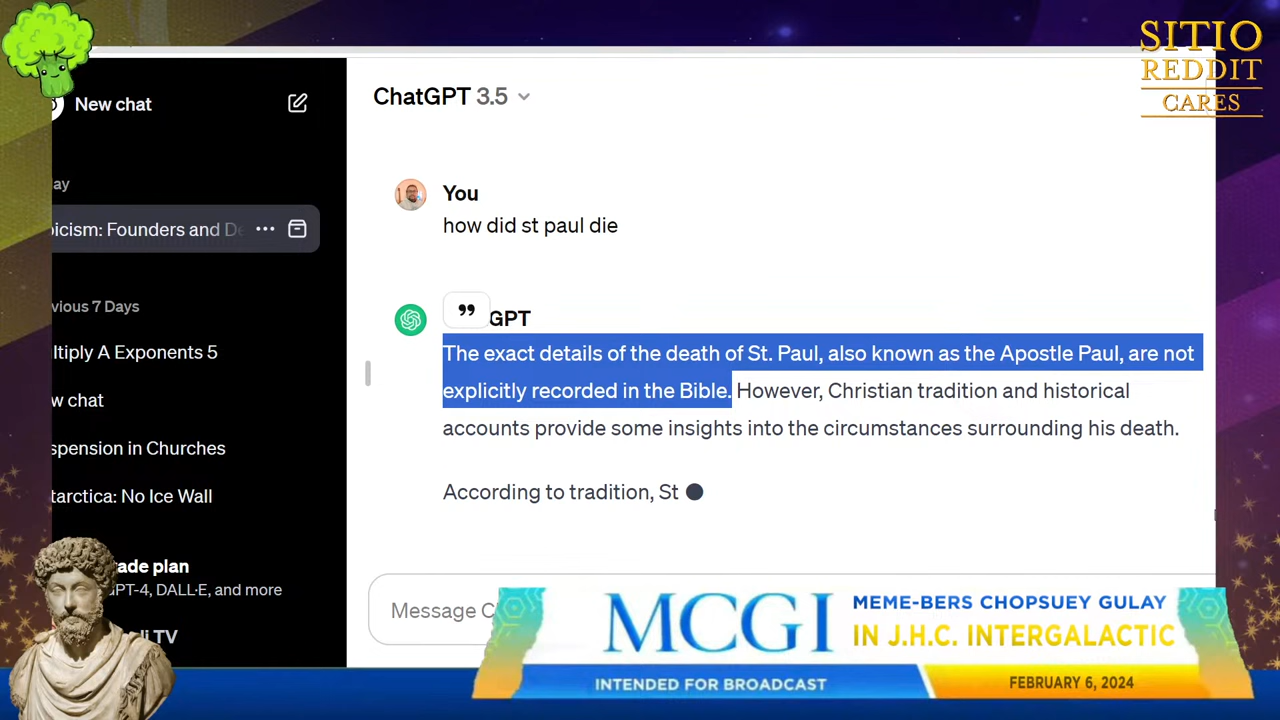 SITIO
REDDIT
CARES
New chat
ay
icism: Founders and De
vious 7 Days
ltiply A Exponents 5
w chat
spension in Churches
tarctica: No Ice Wall
ade plan
PT-4, DALL·E, and more
di TV
ChatGPT 3.5
You
how did st paul die
GPT
The exact details of the death of St. Paul, also known as the Apostle Paul, are not
explicitly recorded in the Bible. However, Christian tradition and historical
accounts provide some insights into the circumstances surrounding his death.
According to tradition, St
Message C
MCGI
INTENDED FOR BROADCAST
MEME-BERS CHOPSUEY GULAY
IN J.H.C. INTERGALACTIC
FEBRUARY 6, 2024